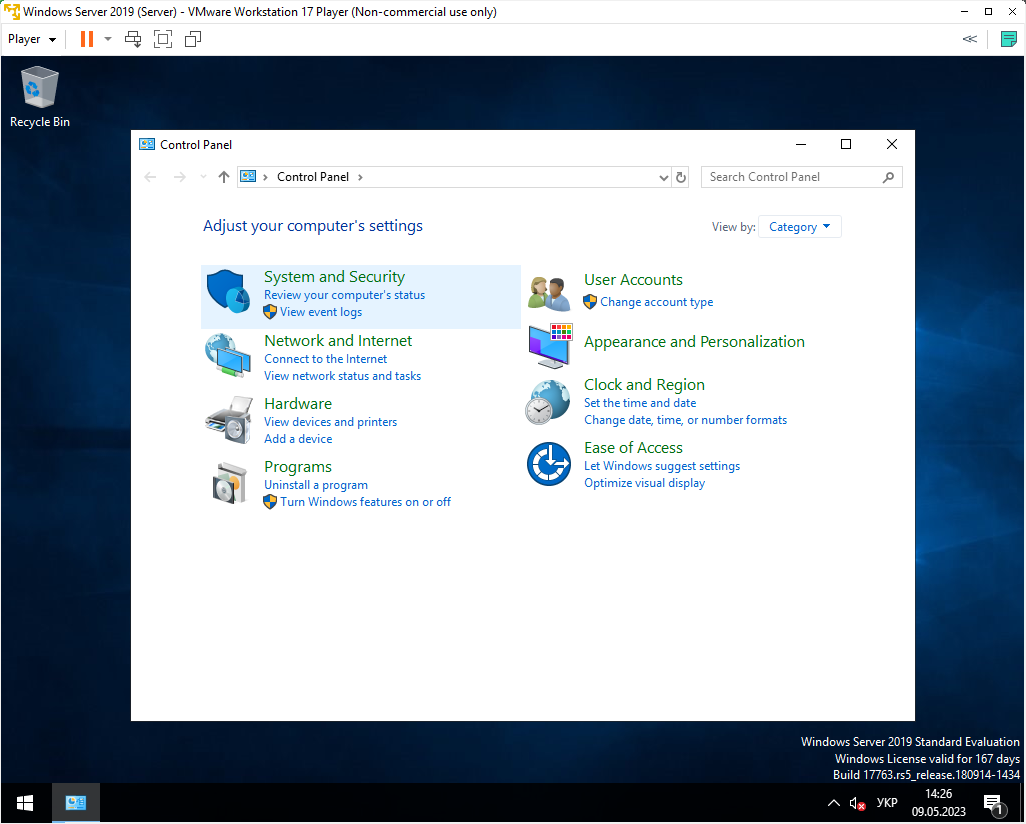 Windows Server 2019 (Server) - VMware Workstation 17 Player (Non-commercial use only)
Player
Recycle Bin
Control Panel
Control Panel
Search Control Panel
Adjust your computer's settings
View by: Category
System and Security
Review your computer's status
View event logs
Network and Internet
Connect to the Internet
View network status and tasks
Hardware
View devices and printers
Add a device
Programs
Uninstall a program
Turn Windows features on or off
User Accounts
Change account type
Appearance and Personalization
Clock and Region
Set the time and date
Change date, time, or number formats
Ease of Access
Let Windows suggest settings
Optimize visual display
Windows Server 2019 Standard Evaluation
Windows License valid for 167 days
Build 17763.rs5_release.180914-1434
УКР
14:26
09.05.2023
1